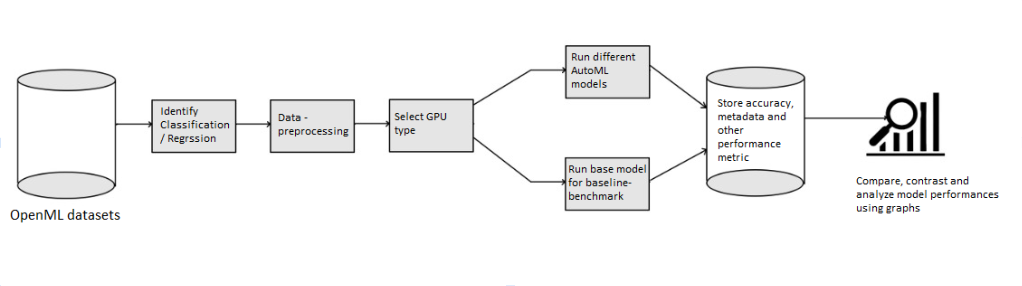 OpenML datasets
Identify
Classification
/ Regrssion
Data -
preprocessing
Select GPU
type
Run different
AutoML
models
Run base model
for baseline-
benchmark
Store accuracy,
metadata and
other
performance
metric
Compare, contrast and
analyze model performances
using graphs